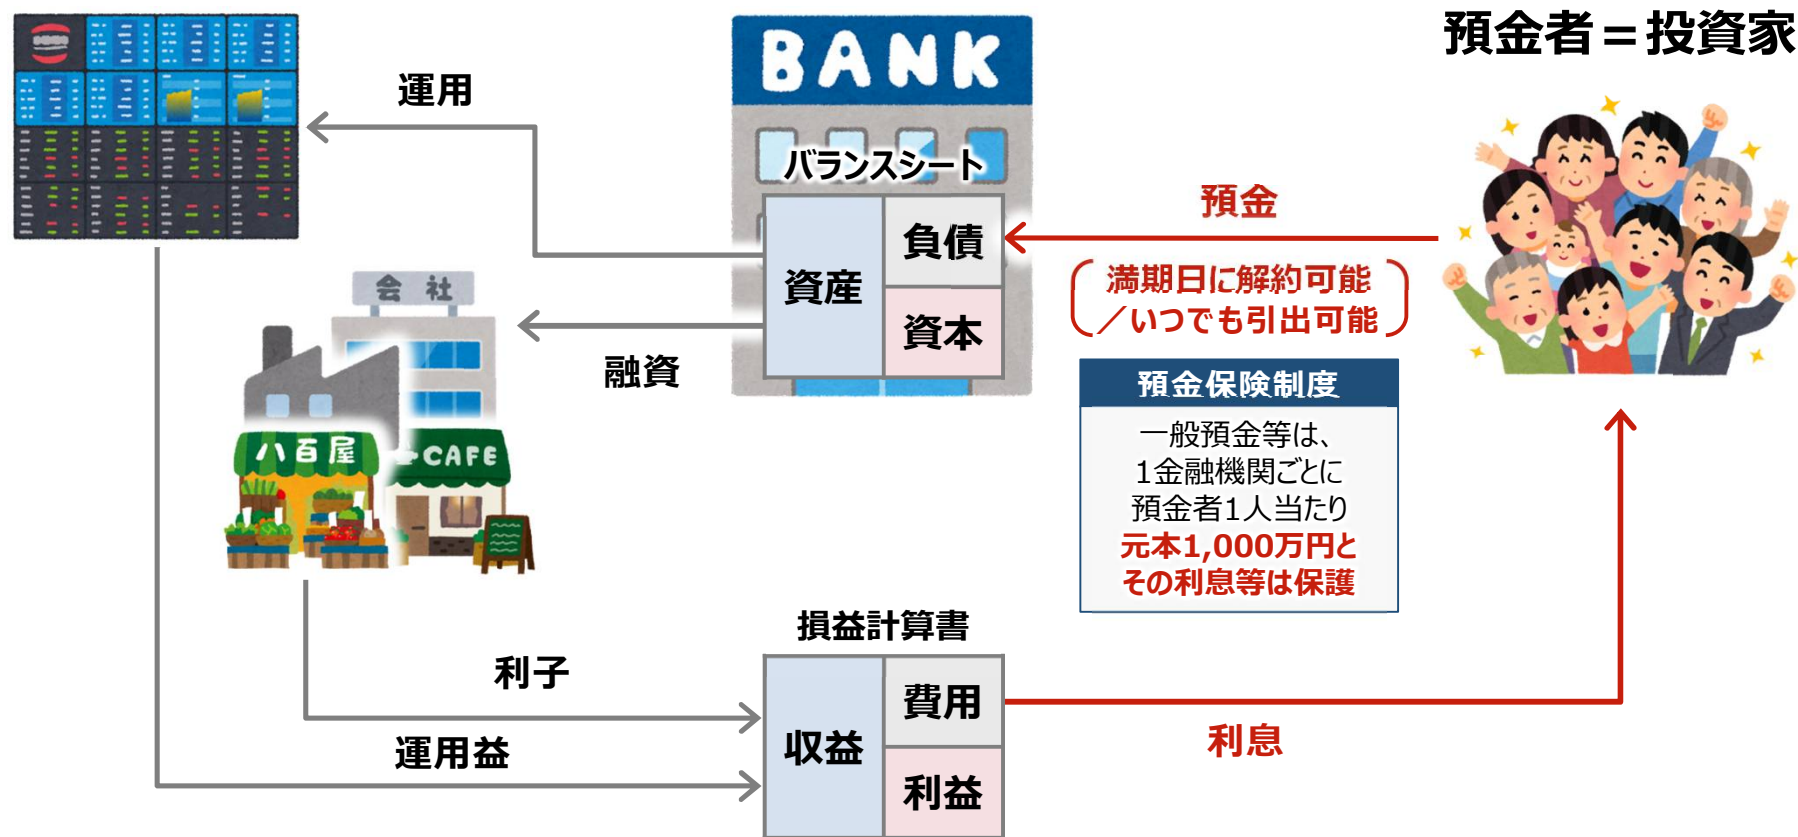 預金者＝投資家
BANK
運用
バランスシート
資産
負債
資本
預金
満期日に解約可能
／いつでも引出可能
会社
融資
八百屋
CAFE
預金保険制度
一般預金等は、
1金融機関ごとに
預金者1人当たり
元本1,000万円と
その利息等は保護
損益計算書
利子
運用益
収益
費用
利益
利息